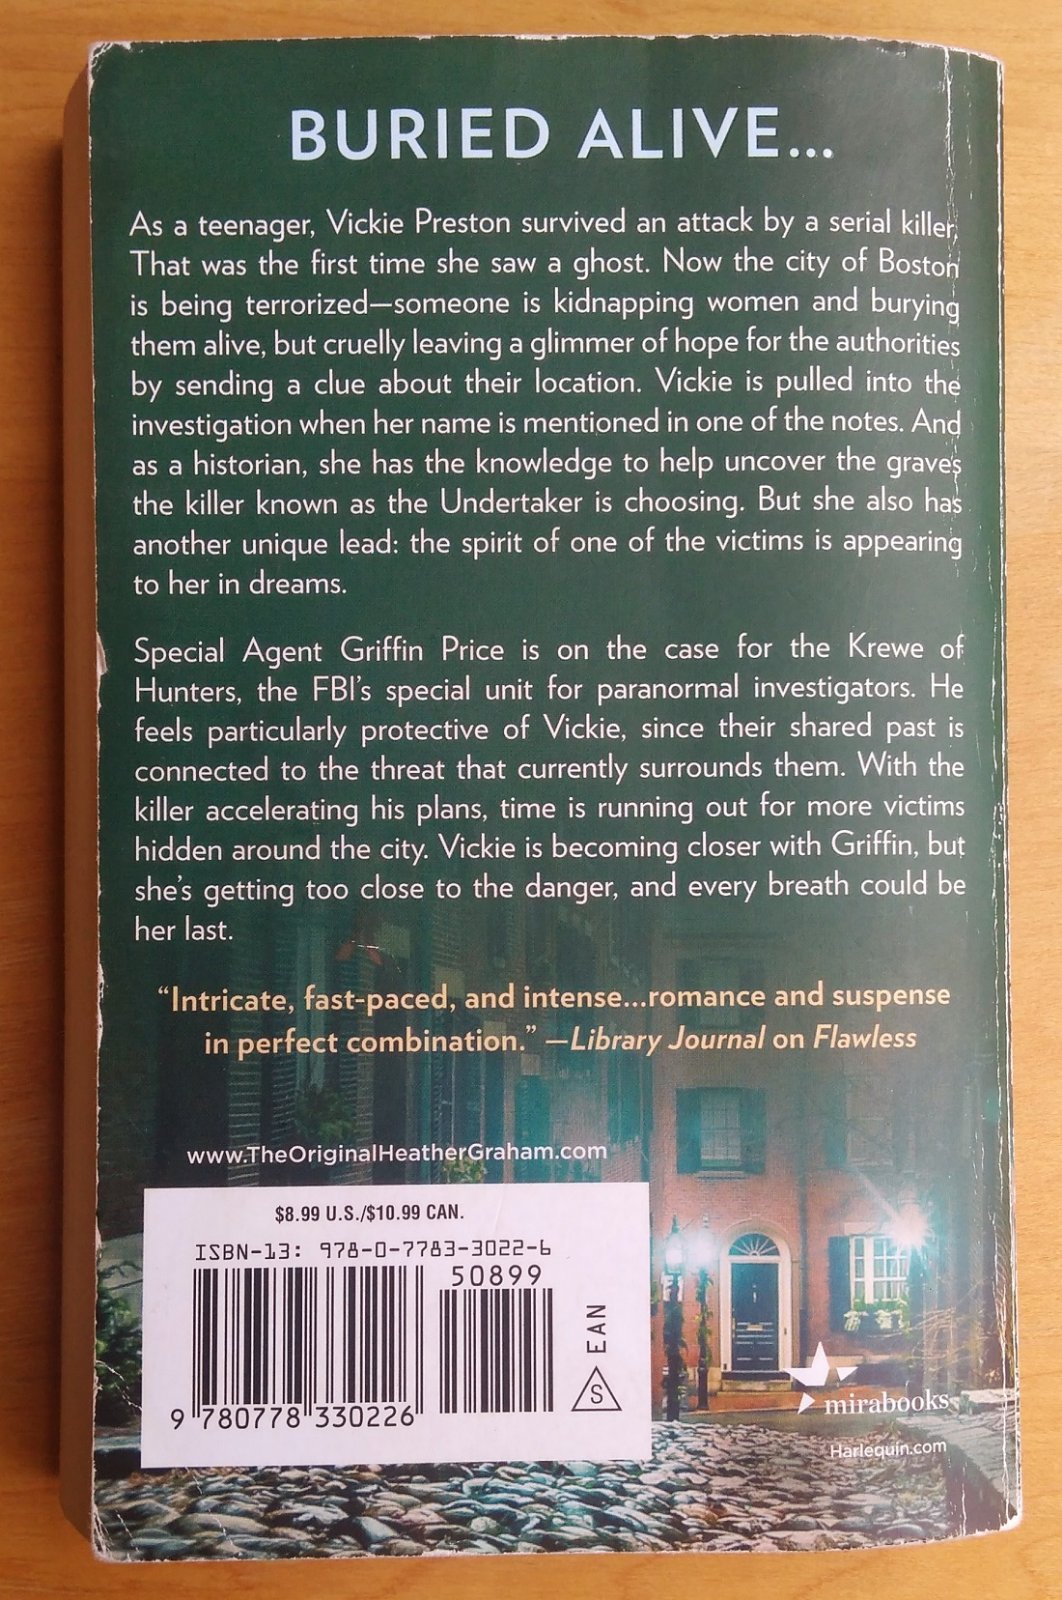 BURIED ALIVE...
As a teenager, Vickie Preston survived an attack by a serial killer.
That was the first time she saw a ghost. Now the city of Boston
is being terrorized—someone is kidnapping women and burying
them alive, but cruelly leaving a glimmer of hope for the authorities
by sending a clue about their location. Vickie is pulled into the
investigation when her name is mentioned in one of the notes. And
as a historian, she has the knowledge to help uncover the graves
the killer known as the Undertaker is choosing. But she also has
another unique lead: the spirit of one of the victims is appearing
to her in dreams.
Special Agent Griffin Price is on the case for the Krewe of
Hunters, the FBI's special unit for paranormal investigators. He
feels particularly protective of Vickie, since their shared past is
connected to the threat that currently surrounds them. With the
killer accelerating his plans, time is running out for more victims
hidden around the city. Vickie is becoming closer with Griffin, but
she's getting too close to the danger, and every breath could be
her last.
“Intricate, fast-paced, and intense...romance and suspense
in perfect combination.” —Library Journal on Flawless
www.TheOriginalHeatherGraham.com
$8.99 U.S./$10.99 CAN.
ISBN-13: 978-0-7783-3022-6
50899
EAN
S
9 780778 330226
mirabooks
Harlequin.com